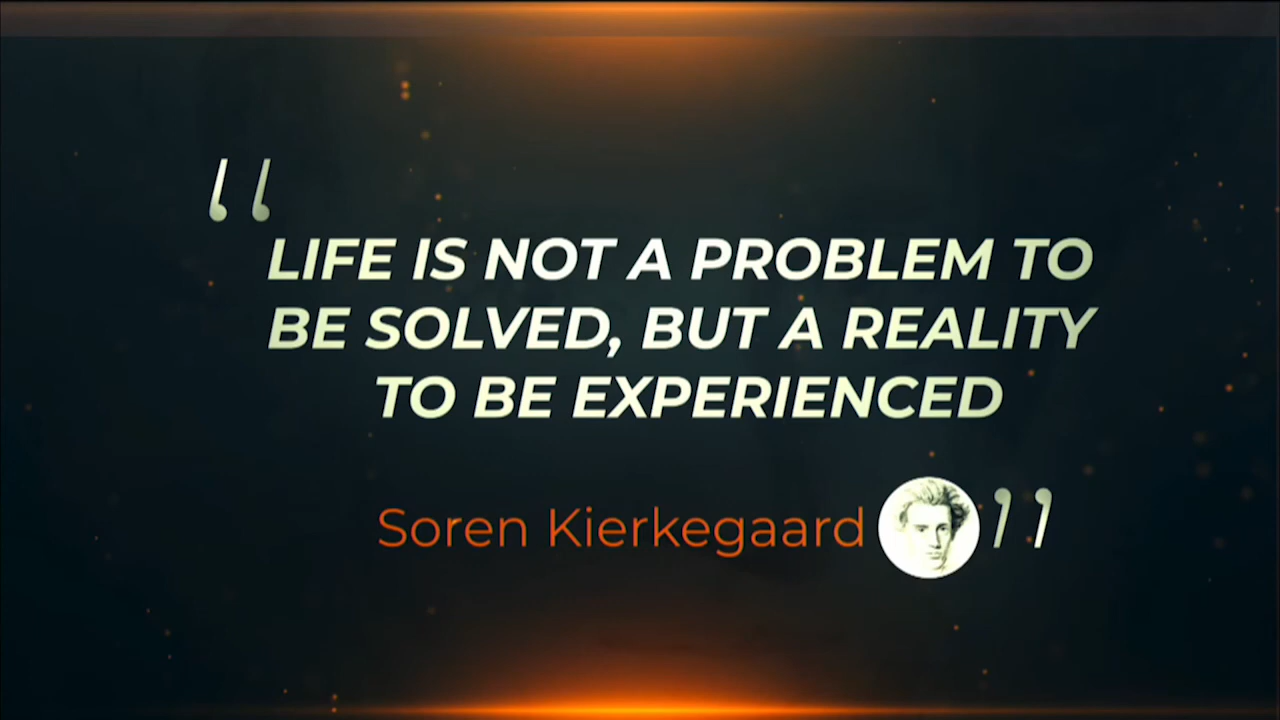 “
LIFE IS NOT A PROBLEM TO
BE SOLVED, BUT A REALITY
TO BE EXPERIENCED
Soren Kierkegaard ”